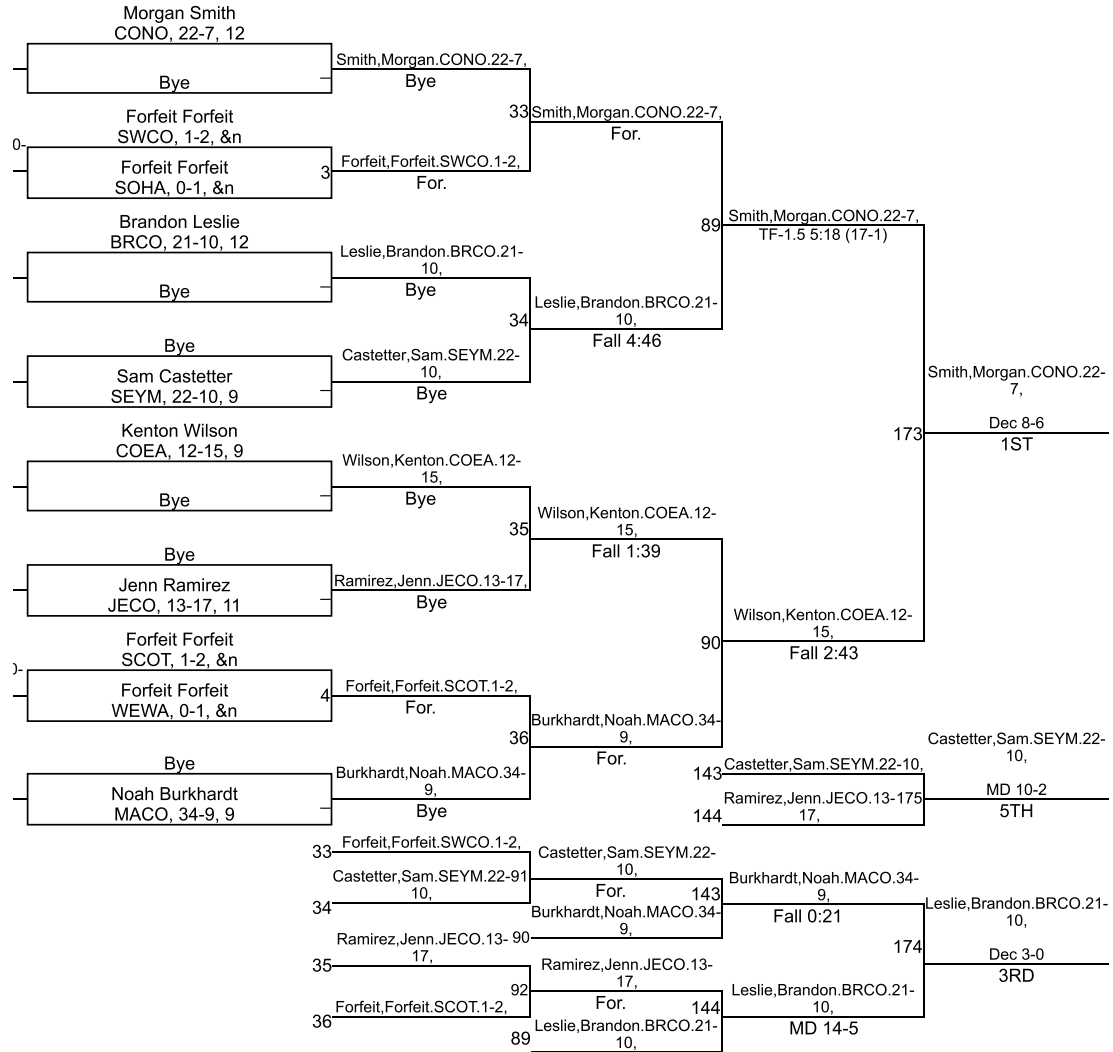 Morgan Smith
CONO, 22-7, 12
Bye
Smith,Morgan.CONO.22-7,
Bye
Forfeit Forfeit
SWCO, 1-2, &n
0-
Forfeit Forfeit
SOHA, 0-1, &n
3
Forfeit,Forfeit.SWCO.1-2,
For.
33
Smith,Morgan.CONO.22-7,
For.
Brandon Leslie
BRCO, 21-10, 12
Bye
Leslie,Brandon.BRCO.21-
10,
Bye
Bye
Sam Castetter
SEYM, 22-10, 9
Castetter,Sam.SEYM.22-
10,
Bye
34
Leslie,Brandon.BRCO.21-
10,
Fall 4:46
89
Smith,Morgan.CONO.22-7,
TF-1.5 5:18 (17-1)
Kenton Wilson
COEA, 12-15, 9
Bye
Wilson,Kenton.COEA.12-
15,
Bye
Bye
Jenn Ramirez
JECO, 13-17, 11
Ramirez,Jenn.JECO.13-17,
Bye
35
Wilson,Kenton.COEA.12-
15,
Fall 1:39
Forfeit Forfeit
SCOT, 1-2, &n
0-
Forfeit Forfeit
WEWA, 0-1, &n
4
Forfeit,Forfeit.SCOT.1-2,
For.
Bye
Noah Burkhardt
MACO, 34-9, 9
Burkhardt,Noah.MACO.34-
9,
Bye
36
Burkhardt,Noah.MACO.34-
9,
For.
90
Wilson,Kenton.COEA.12-
15,
Fall 2:43
173
Smith,Morgan.CONO.22-
7,
Dec 8-6
1ST
143
Castetter,Sam.SEYM.22-10,
144
Ramirez,Jenn.JECO.13-175
17,
Castetter,Sam.SEYM.22-
10,
MD 10-2
5TH
33
Forfeit,Forfeit.SWCO.1-2,
34
Castetter,Sam.SEYM.22-91
10,
Castetter,Sam.SEYM.22-
10,
For.
90
Burkhardt,Noah.MACO.34-
9,
143
Burkhardt,Noah.MACO.34-
9,
Fall 0:21
35
Ramirez,Jenn.JECO.13-
17,
36
Forfeit,Forfeit.SCOT.1-2,
92
Ramirez,Jenn.JECO.13-
17,
For.
89
Leslie,Brandon.BRCO.21-
10,
144
Leslie,Brandon.BRCO.21-
10,
MD 14-5
174
Leslie,Brandon.BRCO.21-
10,
Dec 3-0
3RD